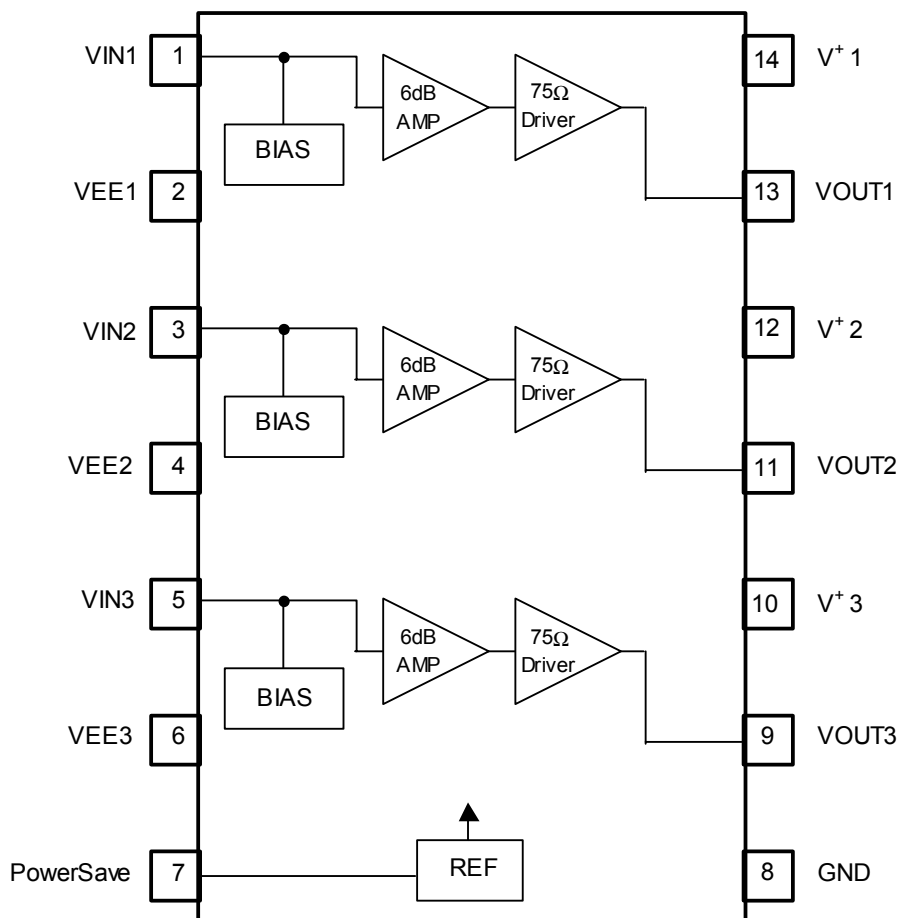 VIN1 1 14 V+ 1
6dB AMP
75Ω Driver
BIAS
VEE1 2 13 VOUT1
VIN2 3 12 V+ 2
6dB AMP
75Ω Driver
BIAS
VEE2 4 11 VOUT2
VIN3 5 10 V+ 3
6dB AMP
75Ω Driver
BIAS
VEE3 6 9 VOUT3
PowerSave 7 REF 8 GND